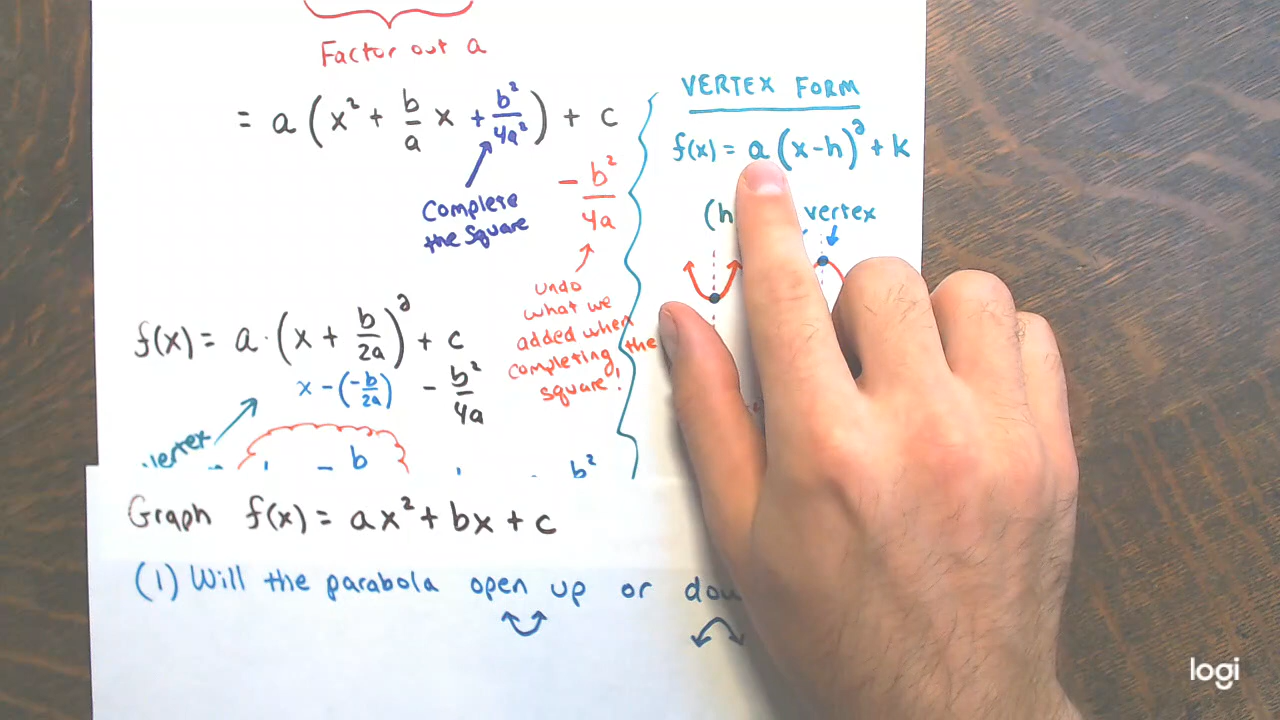 Factor out a
= a (x² + b/a x + b²/4a²) + c
- b²/4a
Complete
the Square
undo
what we
added when
completing the
square!
f(x) = a · (x + b/2a)² + c
x - (-b/2a) - b²/4a
vertex
- b
b²
VERTEX FORM
f(x) = a (x-h)² + k
(h
vertex
Graph f(x) = ax² + bx + c
(1) Will the parabola open up or
logi